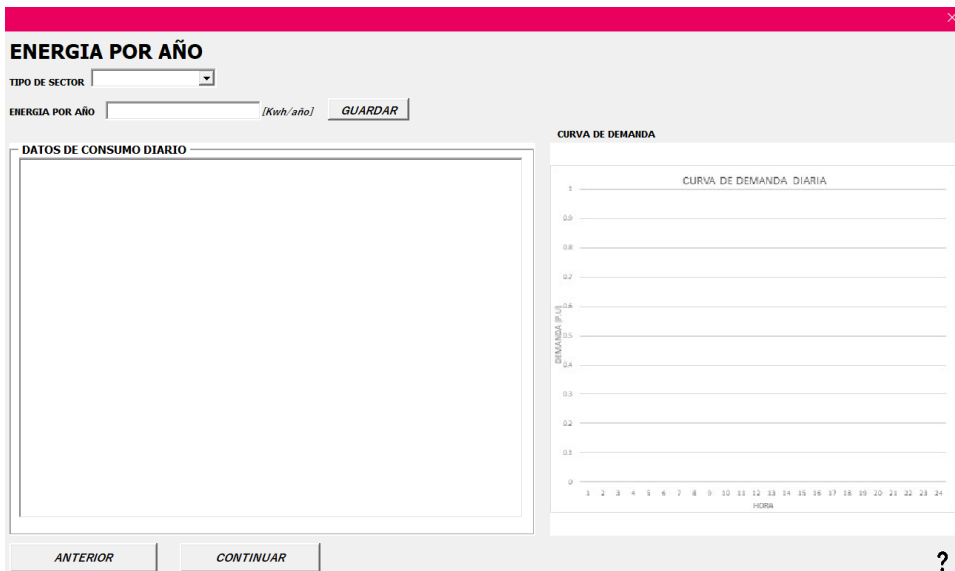 ENERGIA POR AÑO
TIPO DE SECTOR
ENERGIA POR AÑO [Kwh/año] GUARDAR
CURVA DE DEMANDA
DATOS DE CONSUMO DIARIO
CURVA DE DEMANDA DIARIA
1
0.9
0.8
0.7
0.6
0.5
0.4
0.3
0.2
0.1
0
DEMANDA [P.U]
1 2 3 4 5 6 7 8 9 10 11 12 13 14 15 16 17 18 19 20 21 22 23 24
HORA
ANTERIOR CONTINUAR ?